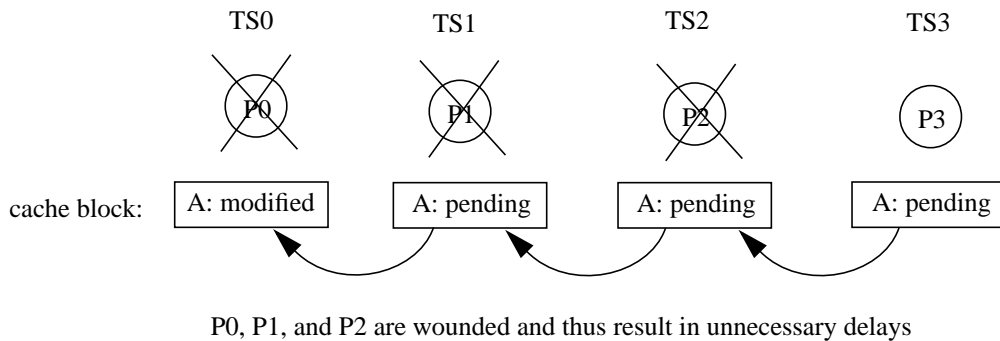 TS0 TS1 TS2 TS3
P0 P1 P2 P3
cache block: A: modified A: pending A: pending A: pending
P0, P1, and P2 are wounded and thus result in unnecessary delays